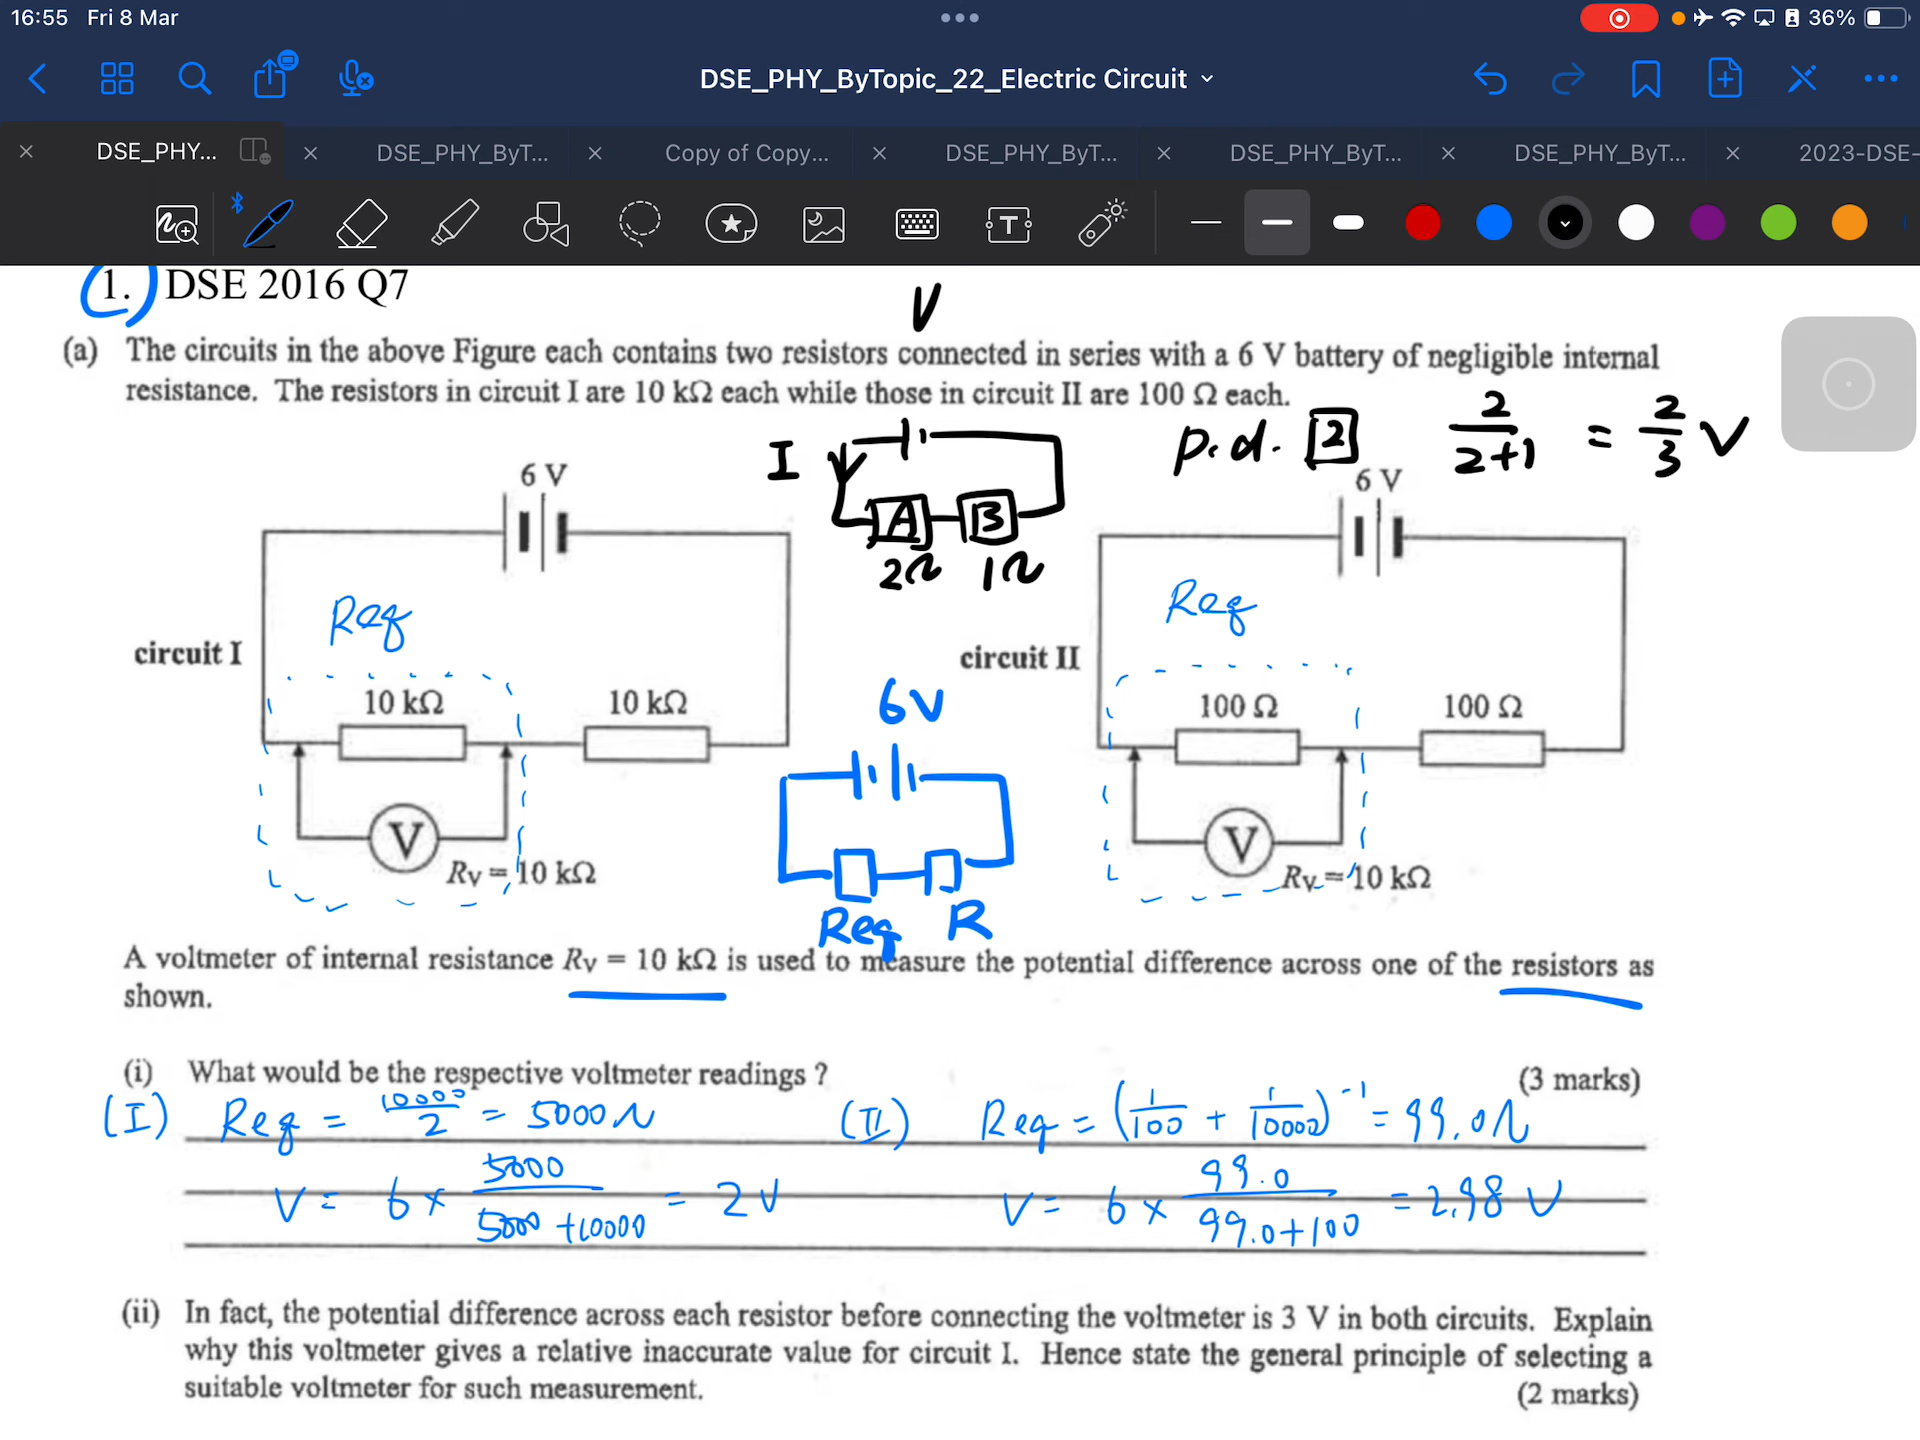 16:55 Fri 8 Mar
36%
DSE_PHY_ByTopic_22_Electric Circuit
DSE_PHY...
DSE_PHY_ByT...
Copy of Copy...
DSE_PHY_ByT...
DSE_PHY_ByT...
DSE_PHY_ByT...
2023-DSE-
1. DSE 2016 Q7
V
(a) The circuits in the above Figure each contains two resistors connected in series with a 6 V battery of negligible internal
resistance. The resistors in circuit I are 10 kΩ each while those in circuit II are 100 Ω each.
I
A B
2Ω 1Ω
p.d. 2 2/(2+1) = 2/3 V
6 V
6 V
Req
Req
circuit I
circuit II
10 kΩ
10 kΩ
6V
100 Ω
100 Ω
V
V
RV = 10 kΩ
RV = 10 kΩ
Req R
A voltmeter of internal resistance RV = 10 kΩ is used to measure the potential difference across one of the resistors as
shown.
(i) What would be the respective voltmeter readings ?
(3 marks)
(I) Req = 10000/2 = 5000Ω
(II) Req = (1/100 + 1/10000)⁻¹ = 99.0Ω
V = 6 × 5000/(5000+10000) = 2V
V = 6 × 99.0/(99.0+100) = 2.98 V
(ii) In fact, the potential difference across each resistor before connecting the voltmeter is 3 V in both circuits. Explain
why this voltmeter gives a relative inaccurate value for circuit I. Hence state the general principle of selecting a
suitable voltmeter for such measurement.
(2 marks)